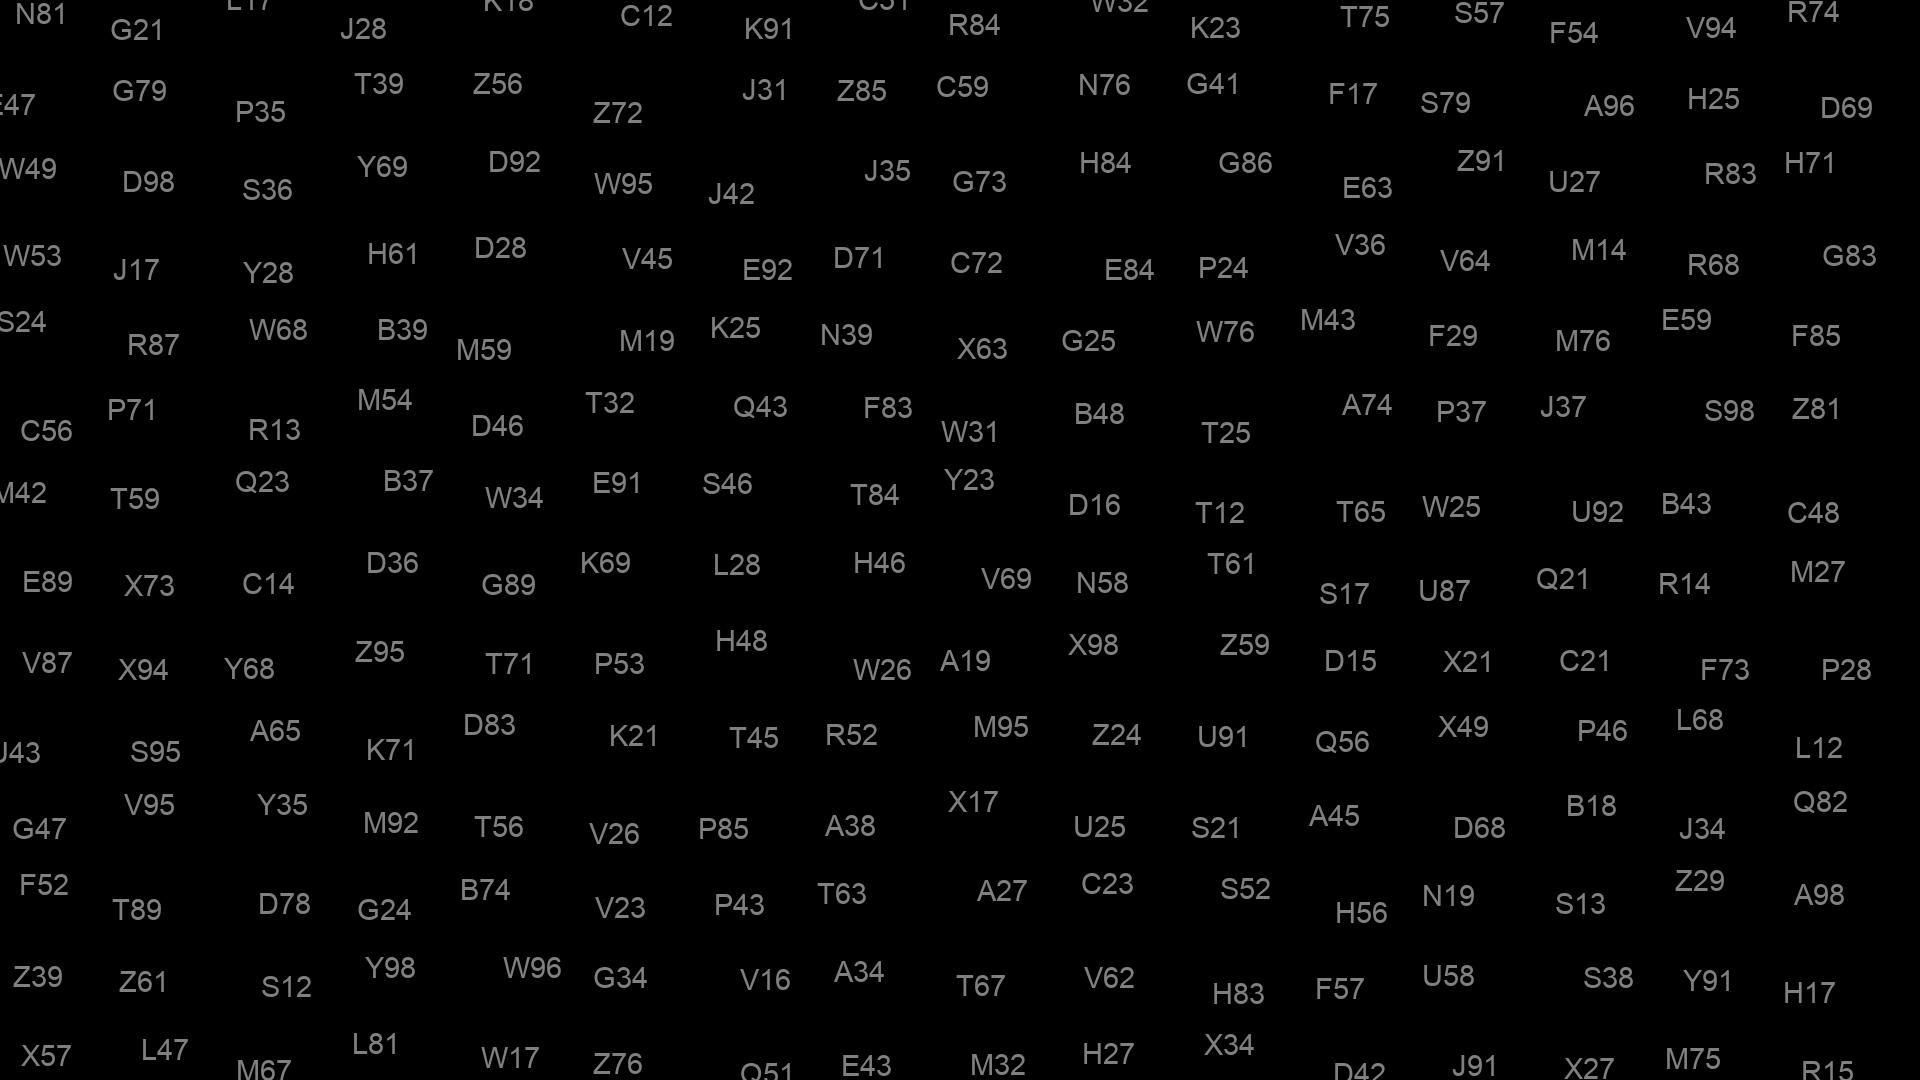 N81 G21 L17 J28 K18 C12 K91 C51 R84 W32 K23 T75 S57 F54 V94 R74
E47 G79 P35 T39 Z56 Z72 J31 Z85 C59 N76 G41 F17 S79 A96 H25 D69
W49 D98 S36 Y69 D92 W95 J42 J35 G73 H84 G86 E63 Z91 U27 R83 H71
W53 J17 Y28 H61 D28 V45 E92 D71 C72 E84 P24 V36 V64 M14 R68 G83
S24 R87 W68 B39 M59 M19 K25 N39 X63 G25 W76 M43 F29 M76 E59 F85
C56 P71 R13 M54 D46 T32 Q43 F83 W31 B48 T25 A74 P37 J37 S98 Z81
M42 T59 Q23 B37 W34 E91 S46 T84 Y23 D16 T12 T65 W25 U92 B43 C48
E89 X73 C14 D36 G89 K69 L28 H46 V69 N58 T61 S17 U87 Q21 R14 M27
V87 X94 Y68 Z95 T71 P53 H48 W26 A19 X98 Z59 D15 X21 C21 F73 P28
S95 A65 K71 D83 K21 T45 R52 M95 Z24 U91 Q56 X49 P46 L68 L12
G47 V95 Y35 M92 T56 V26 P85 A38 X17 U25 S21 A45 D68 B18 J34 Q82
F52 T89 D78 G24 B74 V23 P43 T63 A27 C23 S52 H56 N19 S13 Z29 A98
Z39 Z61 S12 Y98 W96 G34 V16 A34 T67 V62 H83 F57 U58 S38 Y91 H17
X57 L47 M67 L81 W17 Z76 Q51 E43 M32 H27 X34 D42 J91 X27 M75 R15